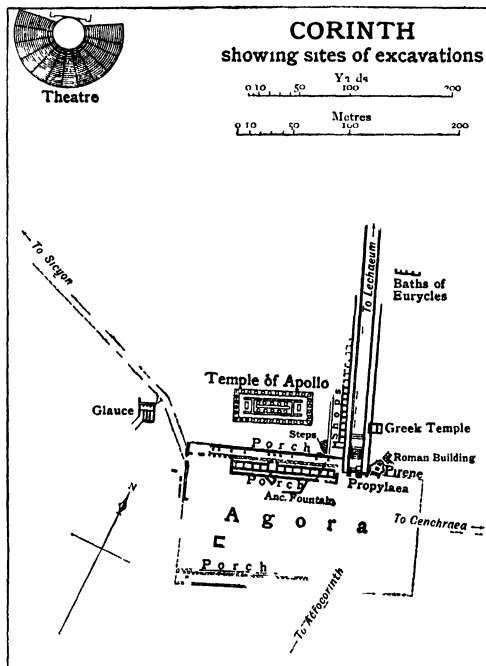 CORINTH
showing sites of excavations
Theatre
Yards
0 10 50 100 200
Metres
0 10 50 100 200
To Sicyon
To Lechaeum
Baths of
Eurycles
Temple of Apollo
Shops
Glauce
Greek Temple
Steps
Porch
Roman Building
Pirene
Porch
Propylaea
Anc. Fountain
Agora
To Cenchraea
N
Porch
To Acrocorinth